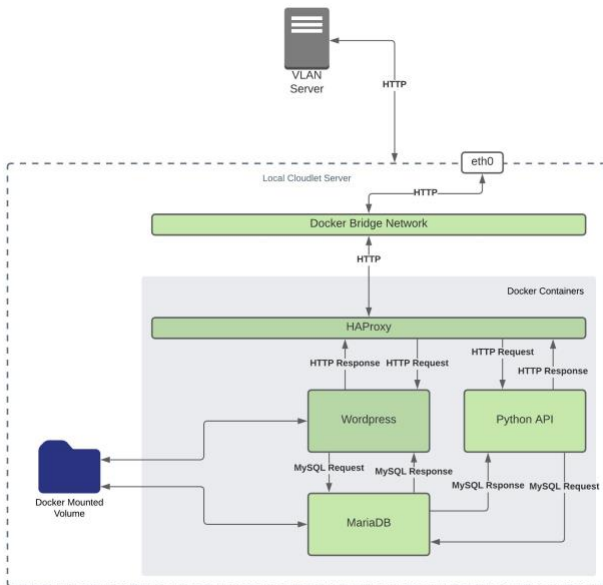 VLAN
Server
HTTP
eth0
Local Cloudlet Server
HTTP
Docker Bridge Network
HTTP
Docker Containers
HAProxy
HTTP Response
HTTP Request
HTTP Request
HTTP Response
Wordpress
Python API
MySQL Request
MySQL Response
MySQL Rsponse
MySQL Request
Docker Mounted
Volume
MariaDB